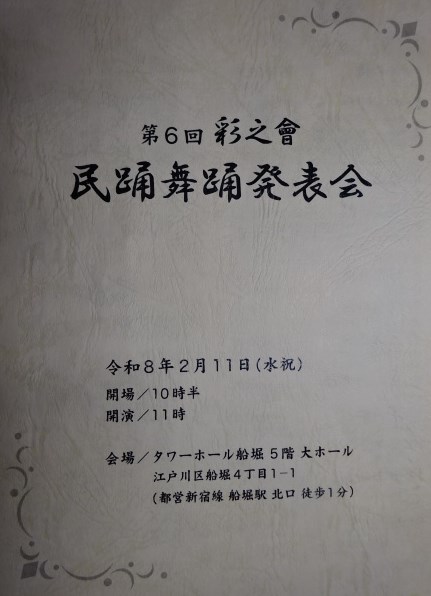 第6回 彩之會
民踊舞踊発表会
令和8年2月11日(水祝)
開場／10時半
開演／11時
会場／タワーホール船堀 5階 大ホール
江戸川区船堀4丁目1−1
(都営新宿線 船堀駅 北口 徒歩1分)